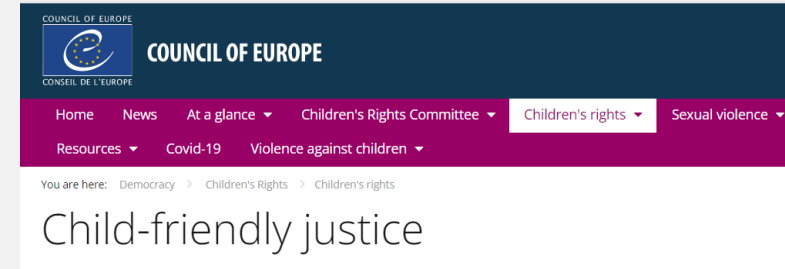 COUNCIL OF EUROPE
COUNCIL OF EUROPE
CONSEIL DE L'EUROPE
Home News At a glance Children's Rights Committee Children's rights Sexual violence
Resources Covid-19 Violence against children
You are here: Democracy > Children's Rights > Children's rights
Child-friendly justice